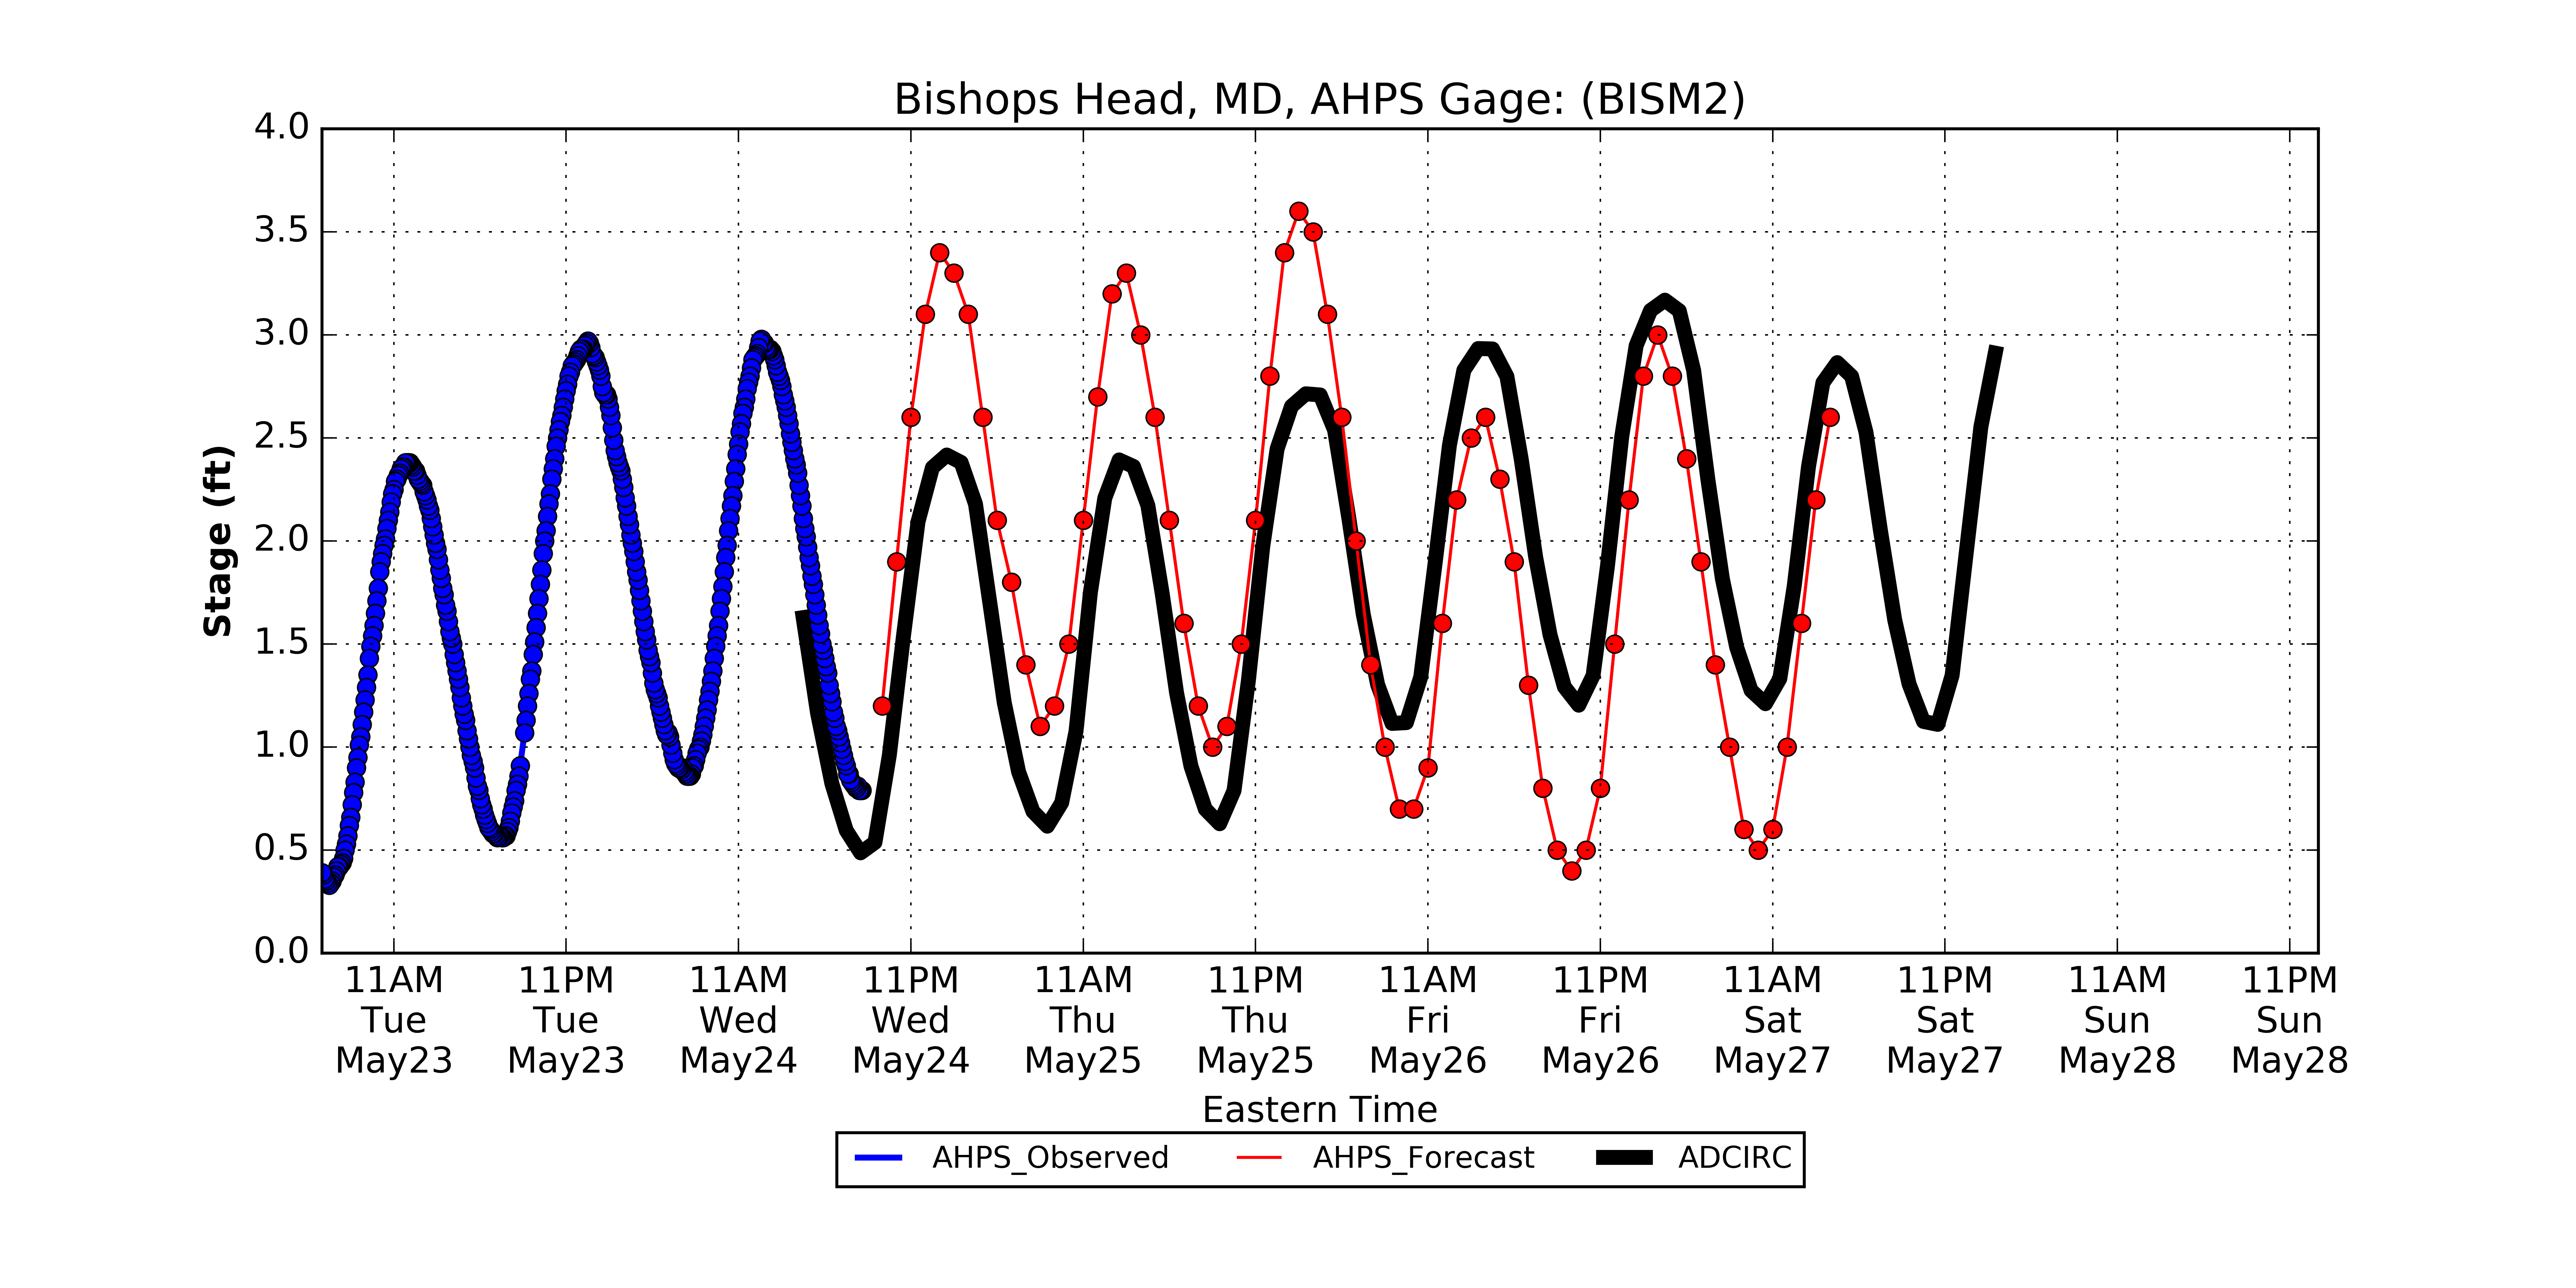 Bishops Head, MD, AHPS Gage: (BISM2)
4.0
3.5
3.0
2.5
2.0
1.5
1.0
0.5
0.0
Stage (ft)
11AM 11PM 11AM 11PM 11AM 11PM 11AM 11PM 11AM 11PM 11AM 11PM
Tue Tue Wed Wed Thu Thu Fri Fri Sat Sat Sun Sun
May23 May23 May24 May24 May25 May25 May26 May26 May27 May27 May28 May28
Eastern Time
AHPS_Observed AHPS_Forecast ADCIRC